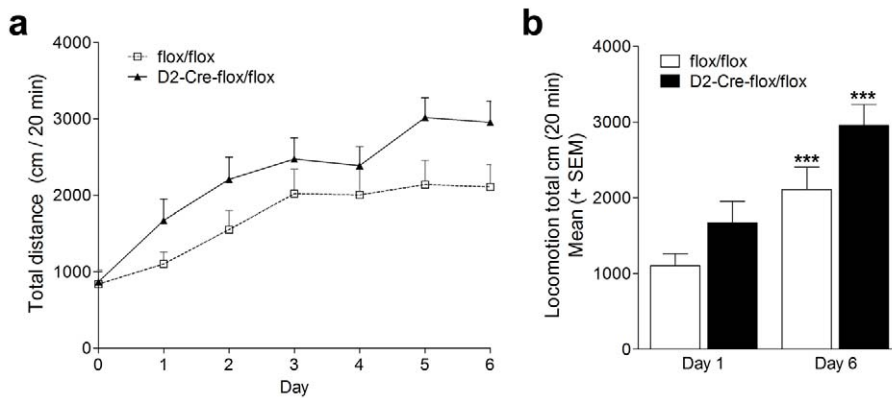 a
4000
3000
2000
1000
0
Total distance (cm / 20 min)
flox/flox
D2-Cre-flox/flox
0 1 2 3 4 5 6
Day
b
4000
3000
2000
1000
0
Locomotion total cm (20 min)
Mean (+ SEM)
flox/flox
D2-Cre-flox/flox
***
***
Day 1 Day 6